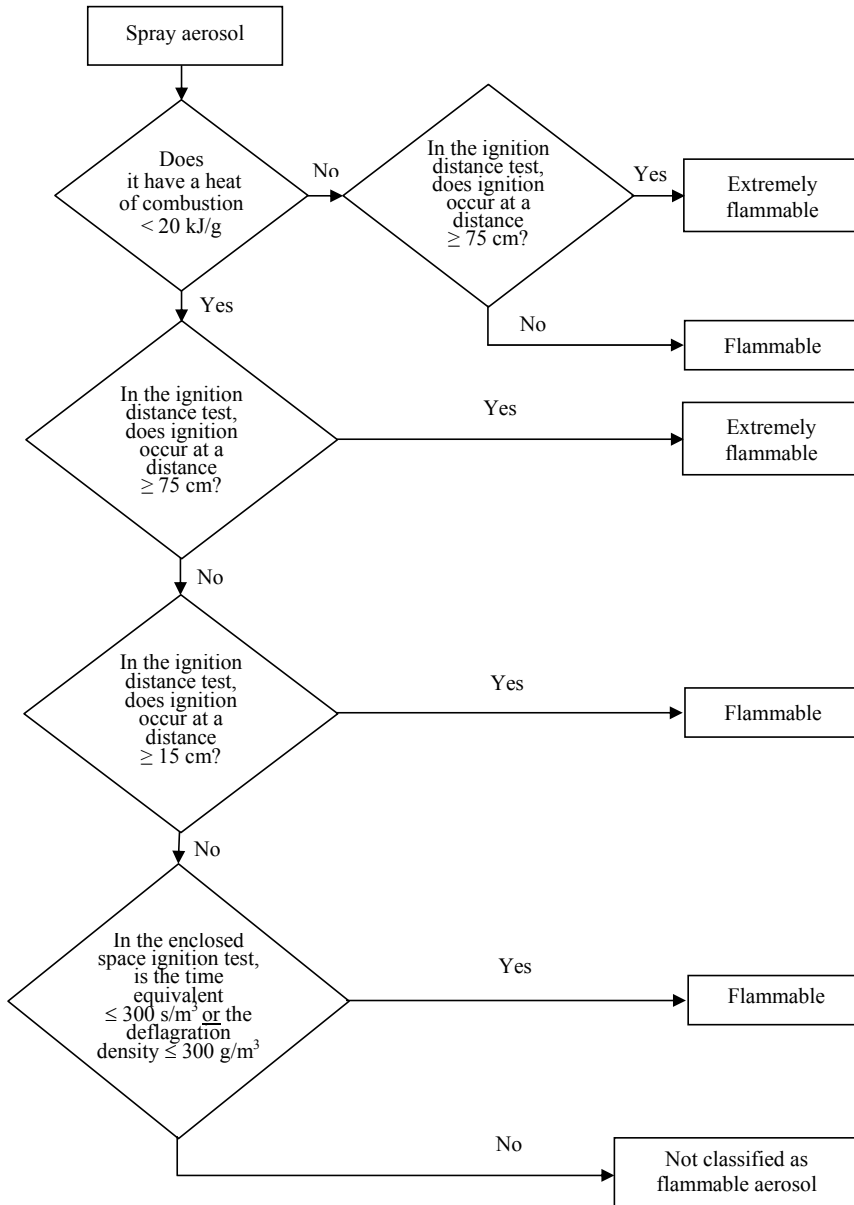 Spray aerosol
Does
it have a heat
of combustion
< 20 kJ/g
No
In the ignition
distance test,
does ignition
occur at a
distance
≥ 75 cm?
Yes
Extremely
flammable
No
Flammable
Yes
In the ignition
distance test,
does ignition
occur at a
distance
≥ 75 cm?
Yes
Extremely
flammable
No
In the ignition
distance test,
does ignition
occur at a
distance
≥ 15 cm?
Yes
Flammable
No
In the enclosed
space ignition test,
is the time
equivalent
≤ 300 s/m³ or the
deflagration
density ≤ 300 g/m³
Yes
Flammable
No
Not classified as
flammable aerosol